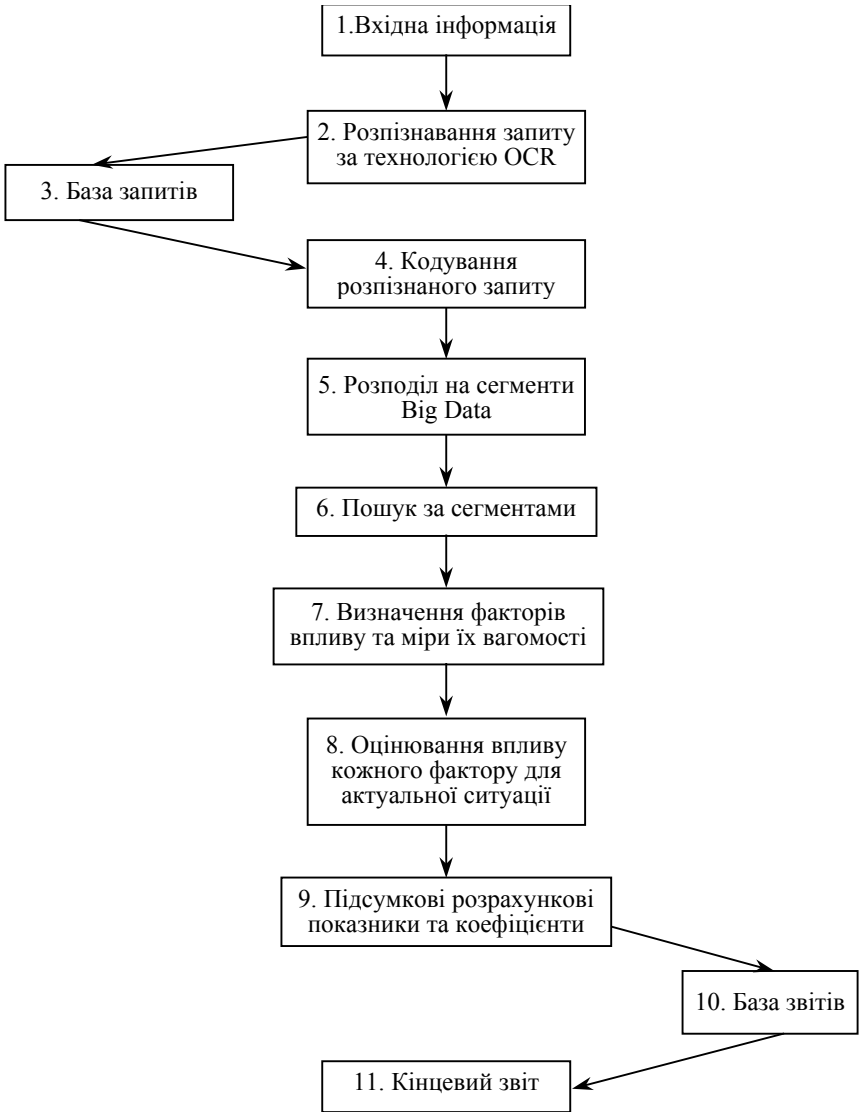 1.Вхідна інформація
2. Розпізнавання запиту
за технологією OCR
3. База запитів
4. Кодування
розпізнаного запиту
5. Розподіл на сегменти
Big Data
6. Пошук за сегментами
7. Визначення факторів
впливу та міри їх вагомості
8. Оцінювання впливу
кожного фактору для
актуальної ситуації
9. Підсумкові розрахункові
показники та коефіцієнти
10. База звітів
11. Кінцевий звіт